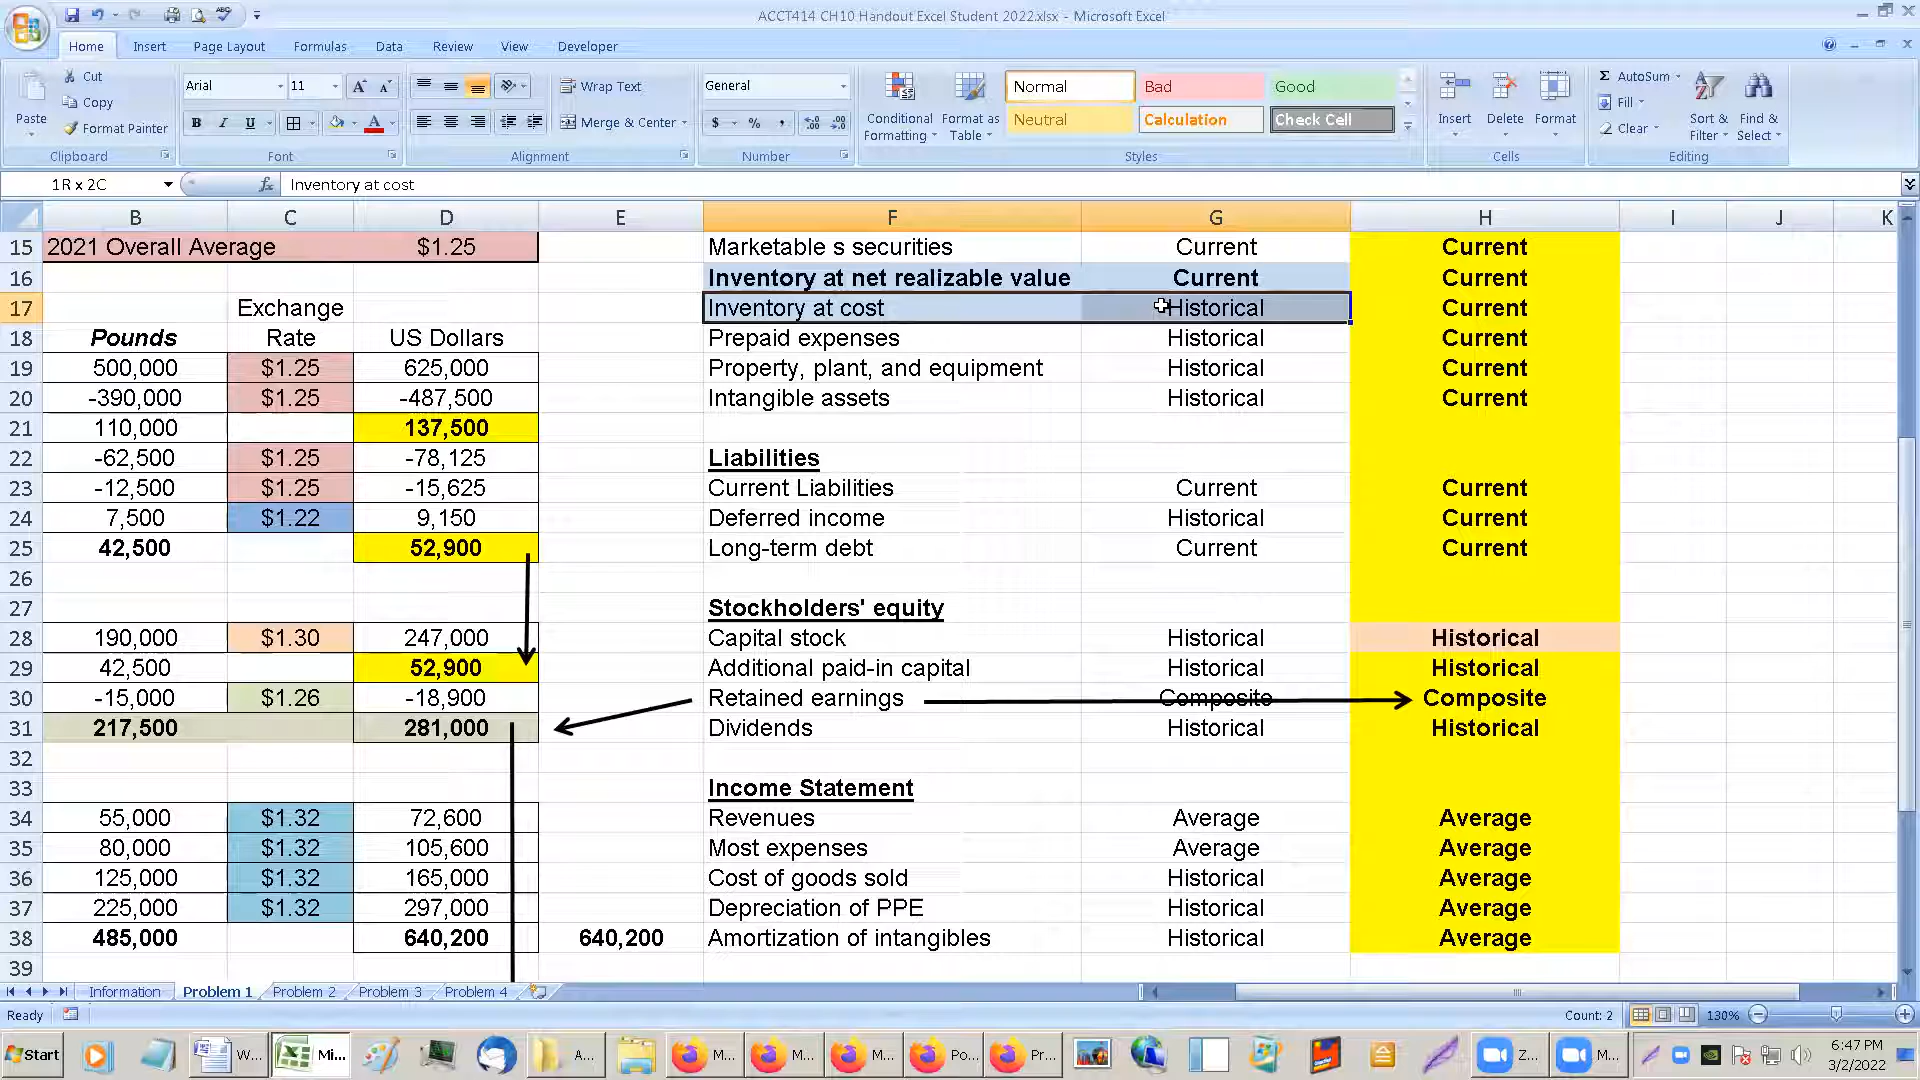 ACCT414 CH10 Handout Excel Student 2022.xlsx - Microsoft Excel
Home Insert Page Layout Formulas Data Review View Developer
Paste
Cut
Copy
Format Painter
Clipboard
Arial 11
B I U
Font
Wrap Text
Merge & Center
Alignment
General
$ % ,
Number
Conditional Formatting
Format as Table
Normal Bad Good
Neutral Calculation Check Cell
Styles
Insert Delete Format
Cells
AutoSum
Fill
Clear
Sort & Filter
Find & Select
Editing
1R x 2C fx Inventory at cost
B C D E F G H I J K
15 2021 Overall Average $1.25 Marketable s securities Current Current
16 Inventory at net realizable value Current Current
17 Exchange Inventory at cost Historical Current
18 Pounds Rate US Dollars Prepaid expenses Historical Current
19 500,000 $1.25 625,000 Property, plant, and equipment Historical Current
20 -390,000 $1.25 -487,500 Intangible assets Historical Current
21 110,000 137,500
22 -62,500 $1.25 -78,125 Liabilities
23 -12,500 $1.25 -15,625 Current Liabilities Current Current
24 7,500 $1.22 9,150 Deferred income Historical Current
25 42,500 52,900 Long-term debt Current Current
26
27 Stockholders' equity
28 190,000 $1.30 247,000 Capital stock Historical Historical
29 42,500 52,900 Additional paid-in capital Historical Historical
30 -15,000 $1.26 -18,900 Retained earnings Composite Composite
31 217,500 281,000 Dividends Historical Historical
32
33 Income Statement
34 55,000 $1.32 72,600 Revenues Average Average
35 80,000 $1.32 105,600 Most expenses Average Average
36 125,000 $1.32 165,000 Cost of goods sold Historical Average
37 225,000 $1.32 297,000 Depreciation of PPE Historical Average
38 485,000 640,200 640,200 Amortization of intangibles Historical Average
39
Information Problem 1 Problem 2 Problem 3 Problem 4
Ready Count: 2 130%
Start W... Mi... A... M... M... M... Po... Pr... Z... M... 6:47 PM
3/2/2022